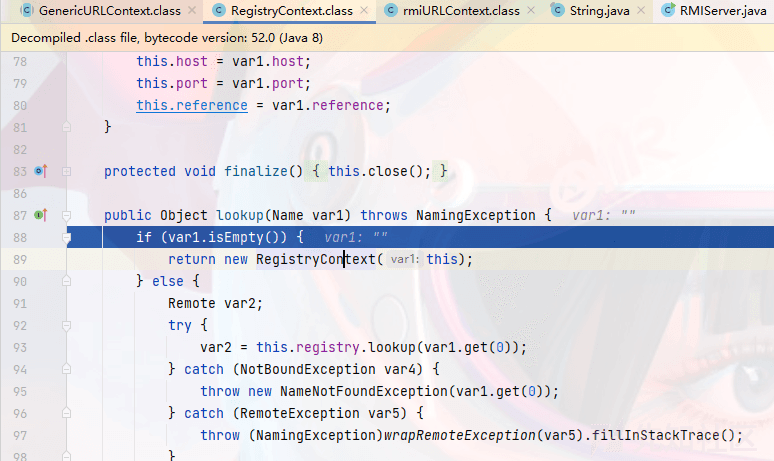 GenericURLContext.class × RegistryContext.class × rmiURLContext.class × String.java × RMIServer.java
Decompiled .class file, bytecode version: 52.0 (Java 8)
78 this.host = var1.host;
79 this.port = var1.port;
80 this.reference = var1.reference;
81 }
82
83 protected void finalize() { this.close(); }
86
87 public Object lookup(Name var1) throws NamingException { var1: ""
88 if (var1.isEmpty()) { var1: ""
89 return new RegistryContext( var1: this);
90 } else {
91 Remote var2;
92 try {
93 var2 = this.registry.lookup(var1.get(0));
94 } catch (NotBoundException var4) {
95 throw new NameNotFoundException(var1.get(0));
96 } catch (RemoteException var5) {
97 throw (NamingException)wrapRemoteException(var5).fillInStackTrace();
98 }